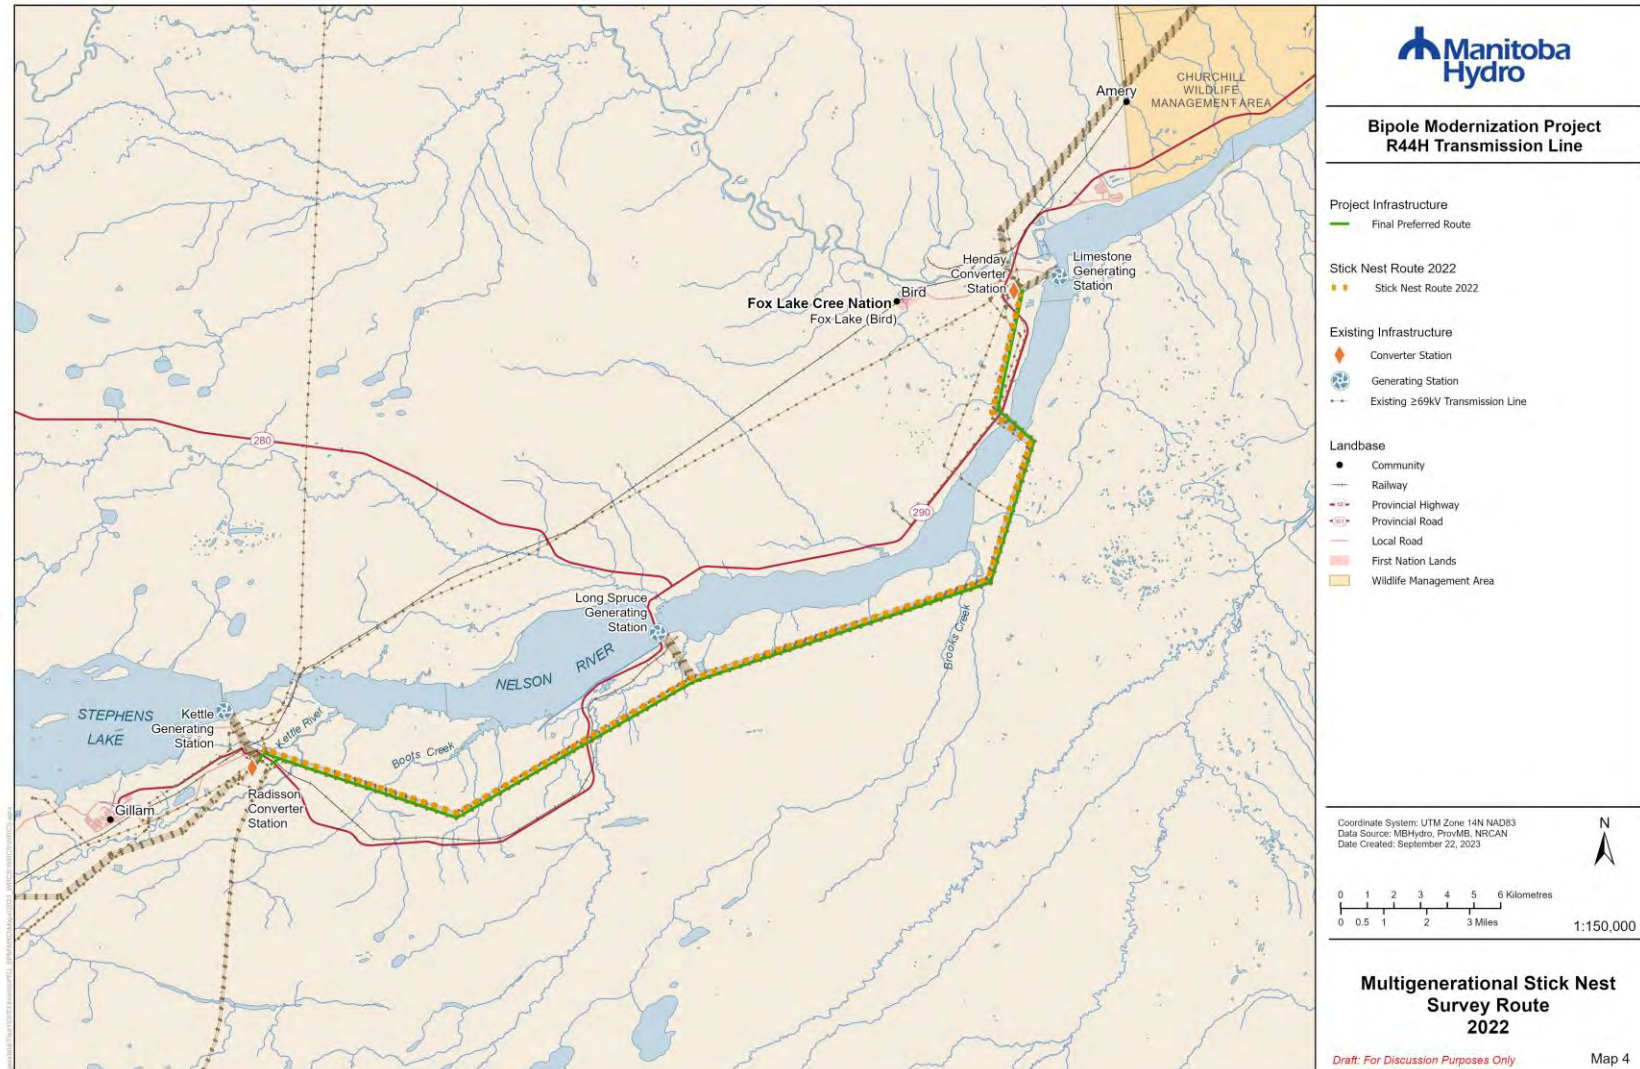 Manitoba
Hydro
Bipole Modernization Project
R44H Transmission Line
Project Infrastructure
Final Preferred Route
Stick Nest Route 2022
Stick Nest Route 2022
Existing Infrastructure
Converter Station
Generating Station
Existing ≥69kV Transmission Line
Landbase
Community
Railway
Provincial Highway
Provincial Road
Local Road
First Nation Lands
Wildlife Management Area
Coordinate System: UTM Zone 14N NAD83
Data Source: MBHydro, ProvMB, NRCAN
Date Created: September 22, 2023
N
0 1 2 3 4 5 6 Kilometres
0 0.5 1 2 3 Miles
1:150,000
Multigenerational Stick Nest
Survey Route
2022
Draft: For Discussion Purposes Only
Map 4
CHURCHILL
WILDLIFE
MANAGEMENT AREA
Amery
Henday
Converter
Station
Limestone
Generating
Station
Bird
Fox Lake Cree Nation
Fox Lake (Bird)
280
290
Long Spruce
Generating
Station
NELSON RIVER
Brooks Creek
STEPHENS
LAKE
Kettle
Generating
Station
Kettle River
Boots Creek
Radisson
Converter
Station
Gillam